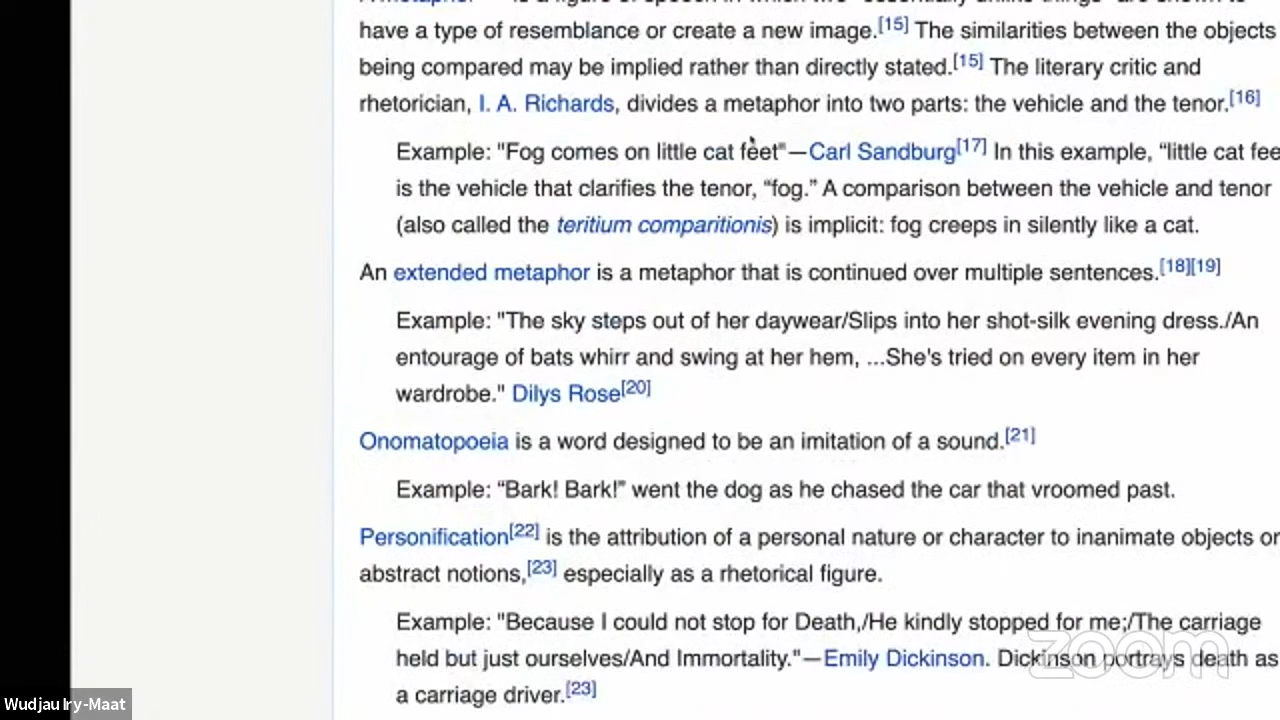 have a type of resemblance or create a new image.[15] The similarities between the objects
being compared may be implied rather than directly stated.[15] The literary critic and
rhetorician, I. A. Richards, divides a metaphor into two parts: the vehicle and the tenor.[16]
Example: "Fog comes on little cat feet"—Carl Sandburg[17] In this example, “little cat fee
is the vehicle that clarifies the tenor, “fog.” A comparison between the vehicle and tenor
(also called the teritium comparitionis) is implicit: fog creeps in silently like a cat.
An extended metaphor is a metaphor that is continued over multiple sentences.[18][19]
Example: "The sky steps out of her daywear/Slips into her shot-silk evening dress./An
entourage of bats whirr and swing at her hem, ...She's tried on every item in her
wardrobe." Dilys Rose[20]
Onomatopoeia is a word designed to be an imitation of a sound.[21]
Example: “Bark! Bark!” went the dog as he chased the car that vroomed past.
Personification[22] is the attribution of a personal nature or character to inanimate objects or
abstract notions,[23] especially as a rhetorical figure.
Example: "Because I could not stop for Death,/He kindly stopped for me;/The carriage
held but just ourselves/And Immortality."—Emily Dickinson. Dickinson portrays death as
a carriage driver.[23]
zoom
Wudjau Iry-Maat